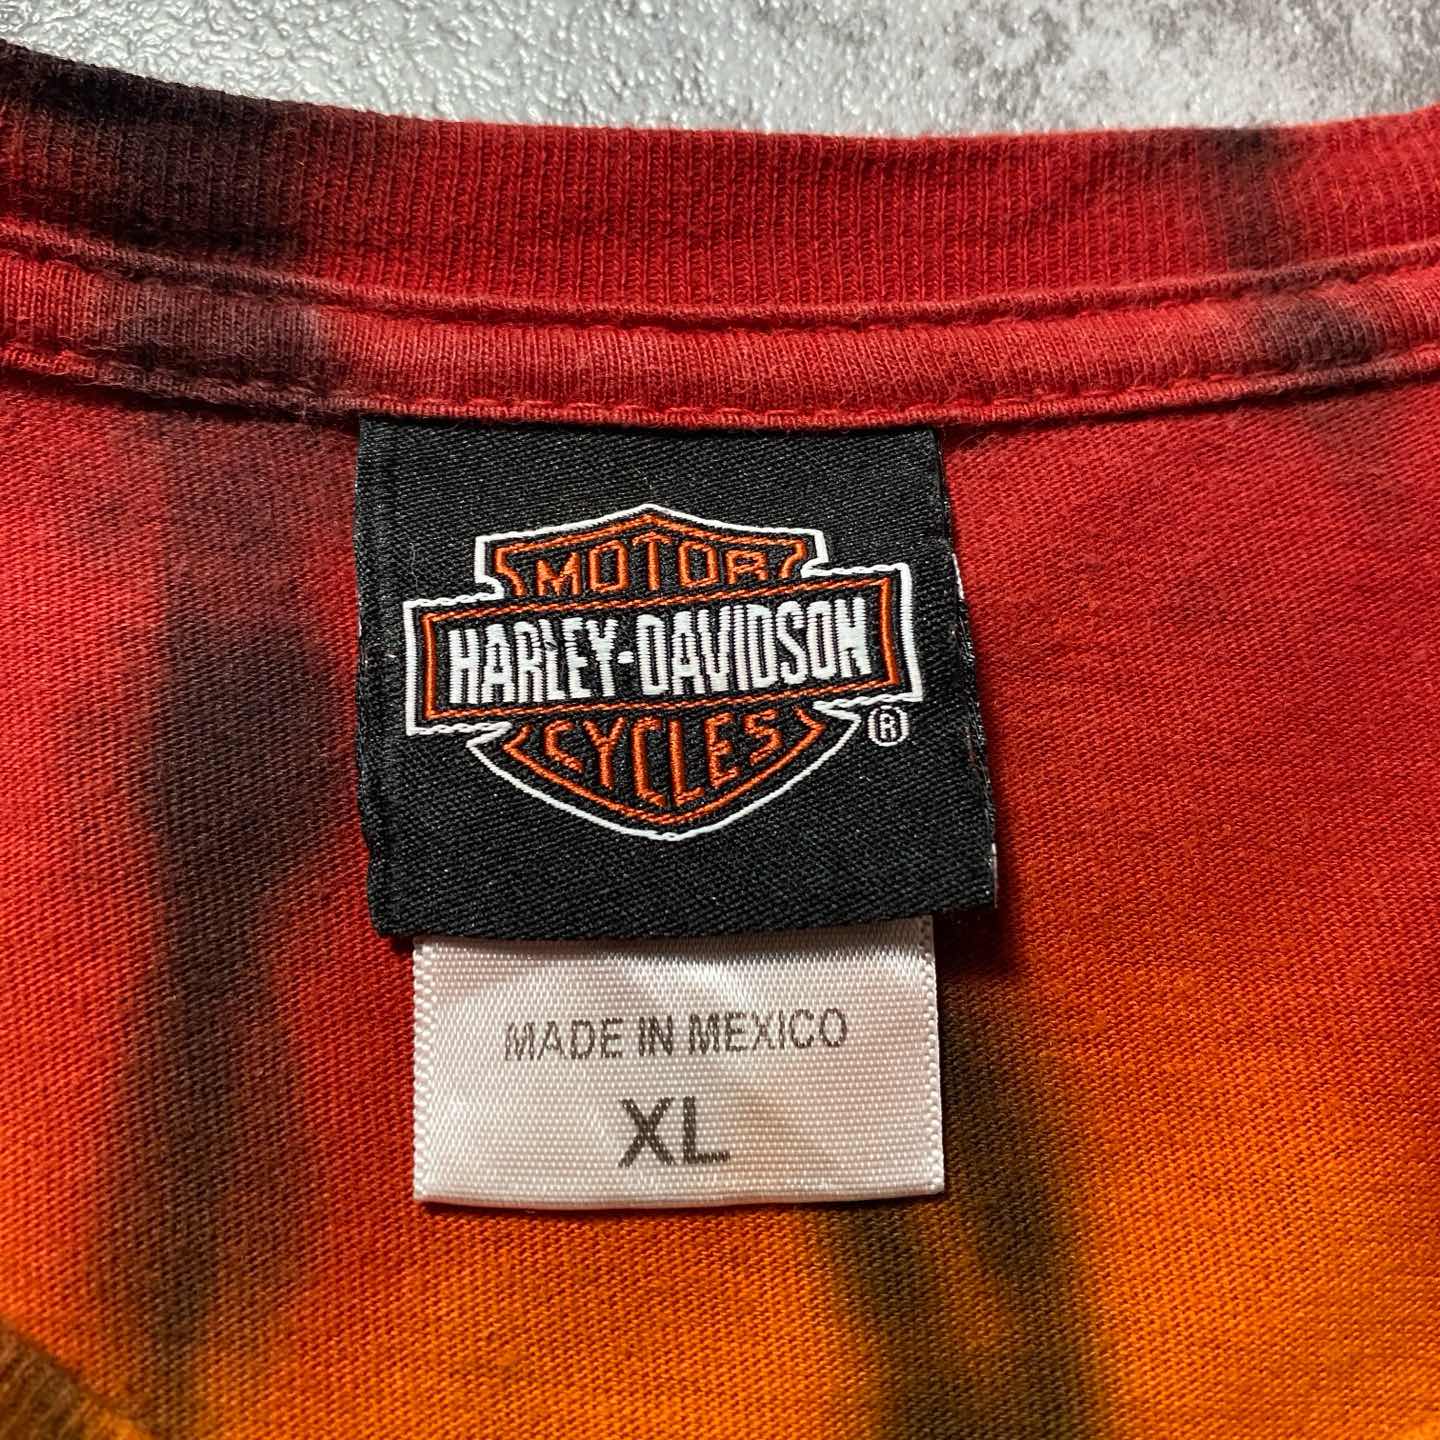 MOTOR
HARLEY-DAVIDSON
CYCLES
®
MADE IN MEXICO
XL